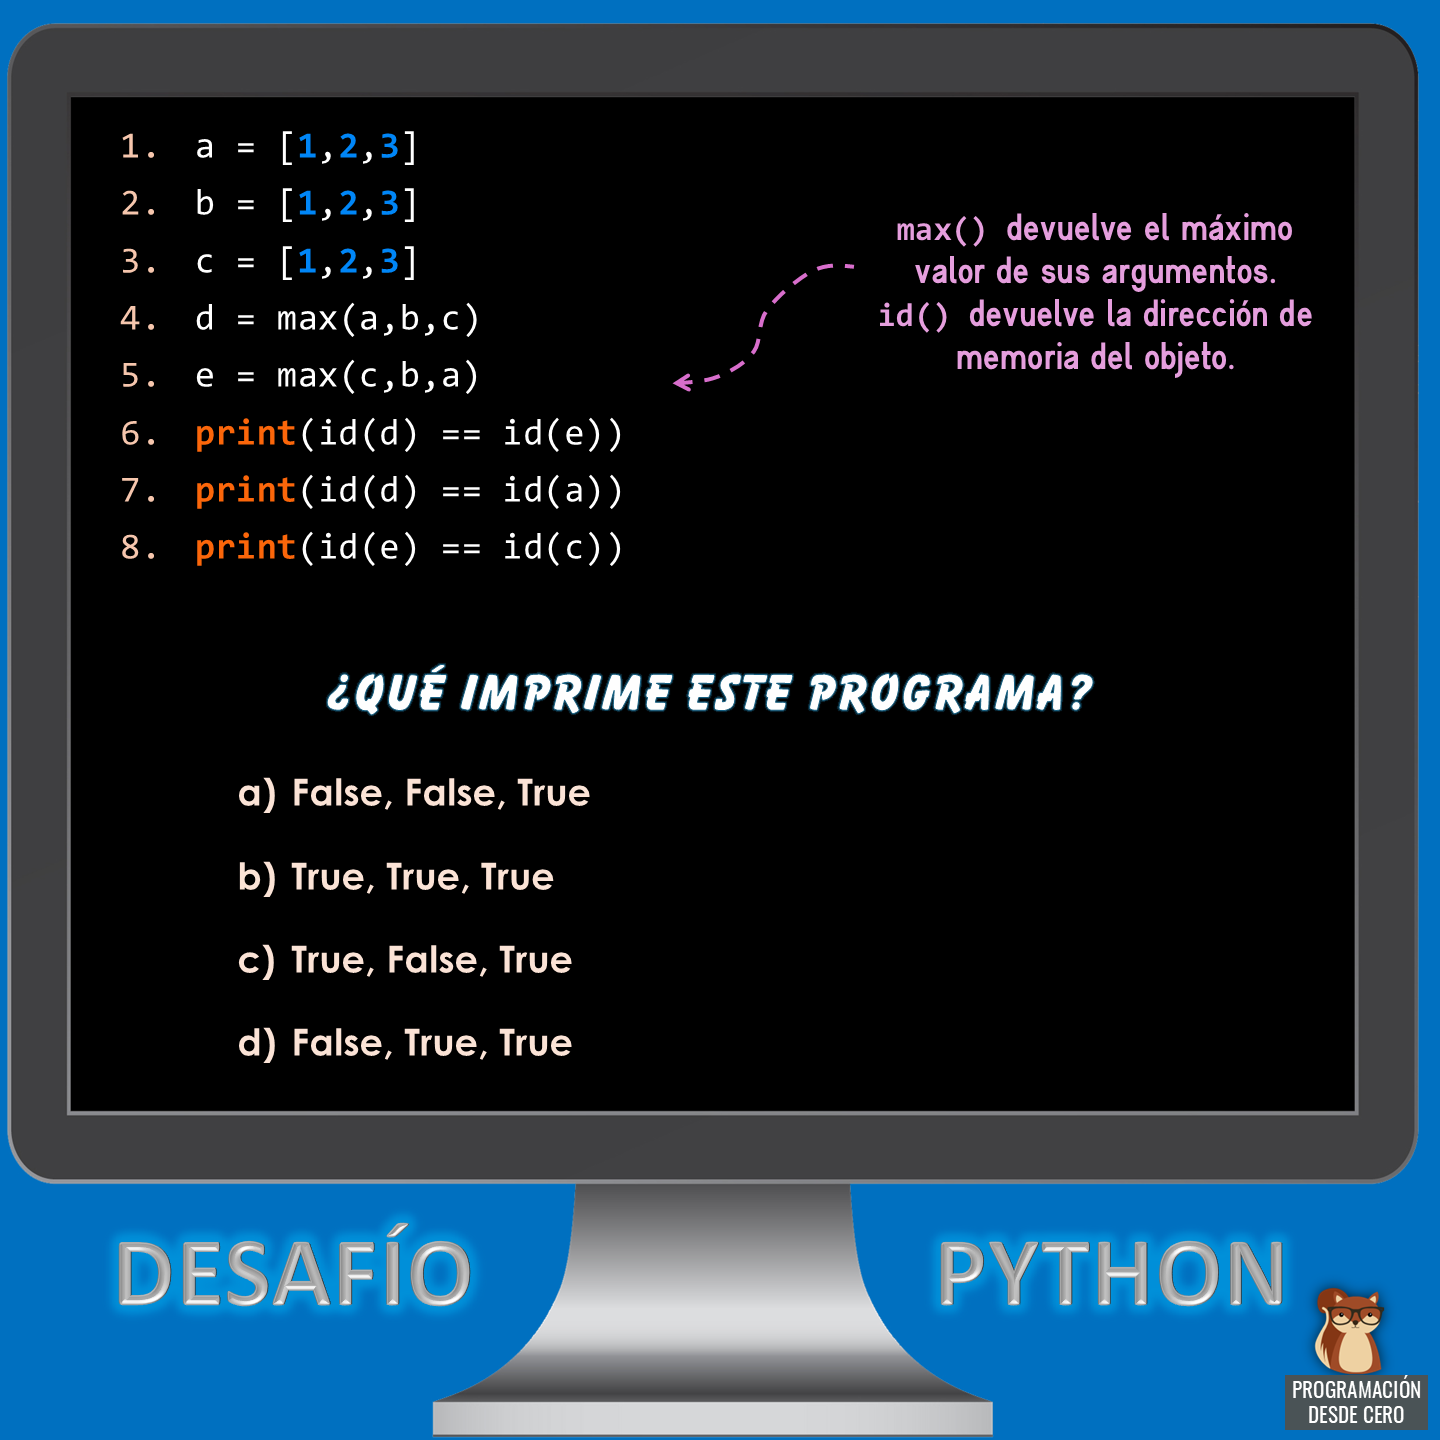 1. a = [1,2,3]
2. b = [1,2,3]
3. c = [1,2,3]
4. d = max(a,b,c)
5. e = max(c,b,a)
6. print(id(d) == id(e))
7. print(id(d) == id(a))
8. print(id(e) == id(c))
max() devuelve el máximo
valor de sus argumentos.
id() devuelve la dirección de
memoria del objeto.
¿QUÉ IMPRIME ESTE PROGRAMA?
a) False, False, True
b) True, True, True
c) True, False, True
d) False, True, True
DESAFÍO PYTHON
PROGRAMACIÓN
DESDE CERO